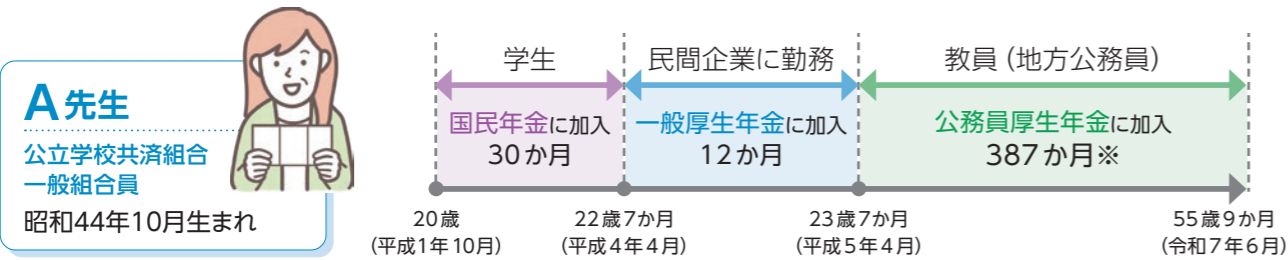 A先生
公立学校共済組合
一般組合員
昭和44年10月生まれ
学生
民間企業に勤務
教員（地方公務員）
国民年金に加入
30か月
一般厚生年金に加入
12か月
公務員厚生年金に加入
387か月※
20歳
（平成1年10月）
22歳7か月
（平成4年4月）
23歳7か月
（平成5年4月）
55歳9か月
（令和7年6月）